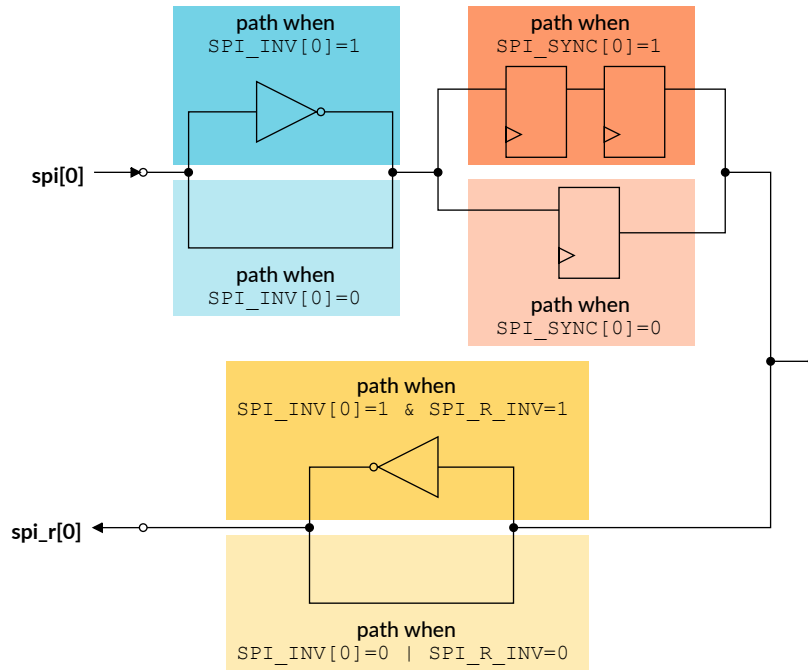 path when
SPI_INV[0]=1
path when
SPI_SYNC[0]=1
spi[0]
path when
SPI_INV[0]=0
path when
SPI_SYNC[0]=0
path when
SPI_INV[0]=1 & SPI_R_INV=1
spi_r[0]
path when
SPI_INV[0]=0 | SPI_R_INV=0